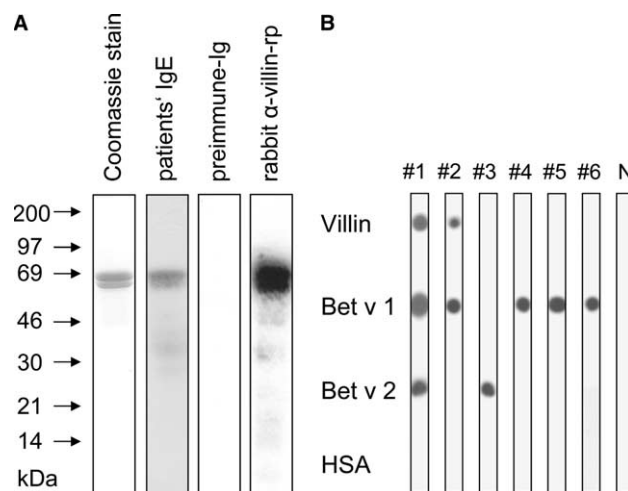 A
Coomassie stain
patients' IgE
preimmune-Ig
rabbit α-villin-rp
200
97
69
46
30
21
14
kDa
B
#1 #2 #3 #4 #5 #6 N
Villin
Bet v 1
Bet v 2
HSA